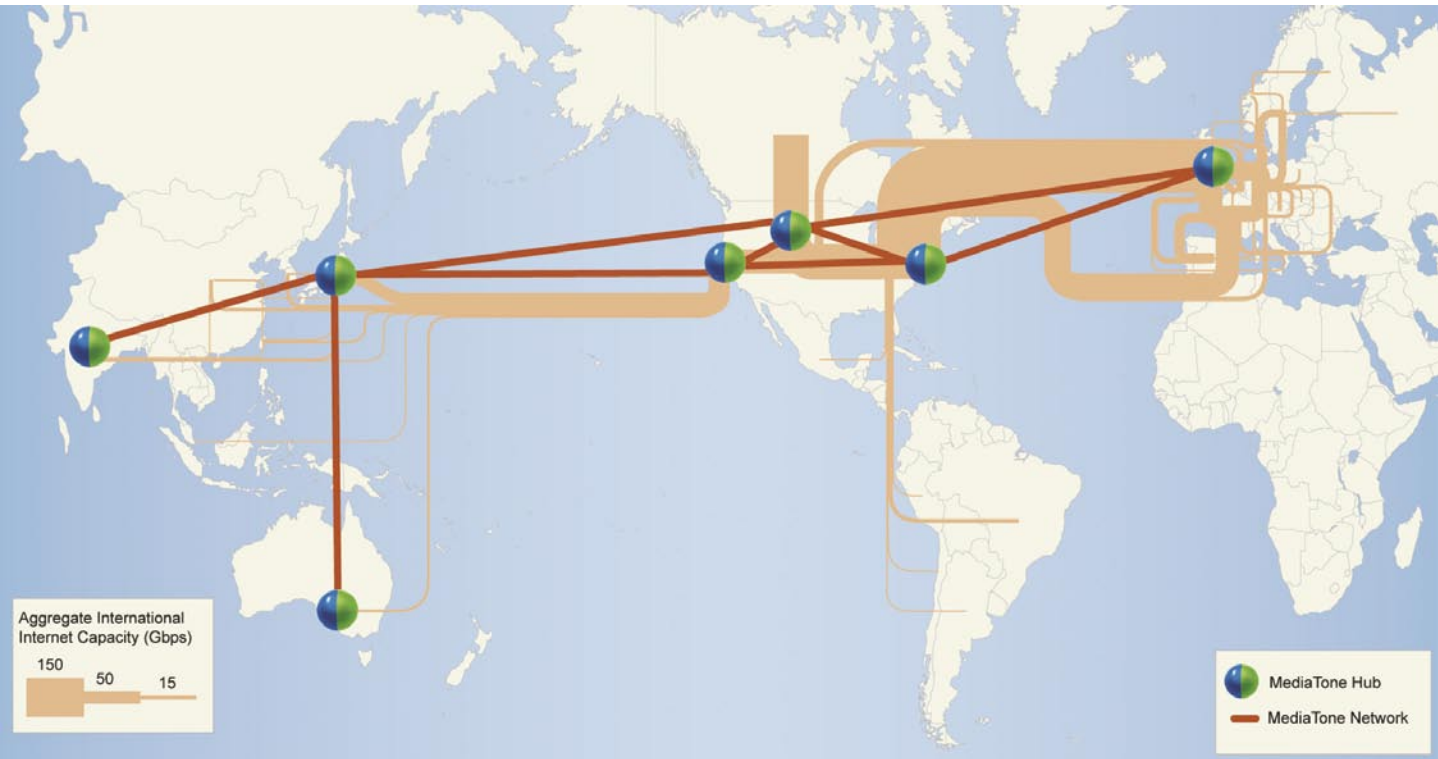 Aggregate International
Internet Capacity (Gbps)
150
50
15
MediaTone Hub
MediaTone Network